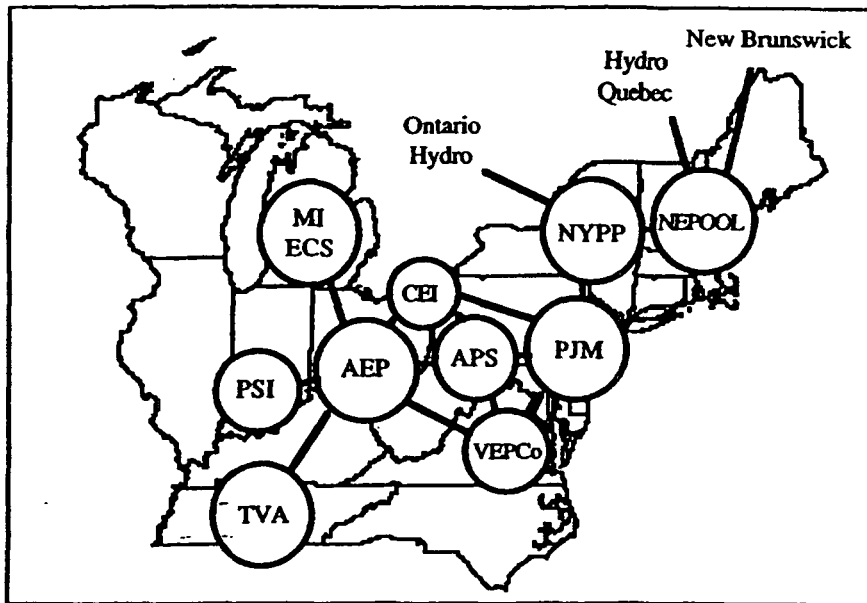 New Brunswick
Hydro
Quebec
Ontario
Hydro
MI
ECS
NYPP
NEPOOL
CEI
PSI
AEP
APS
PJM
VEPCo
TVA